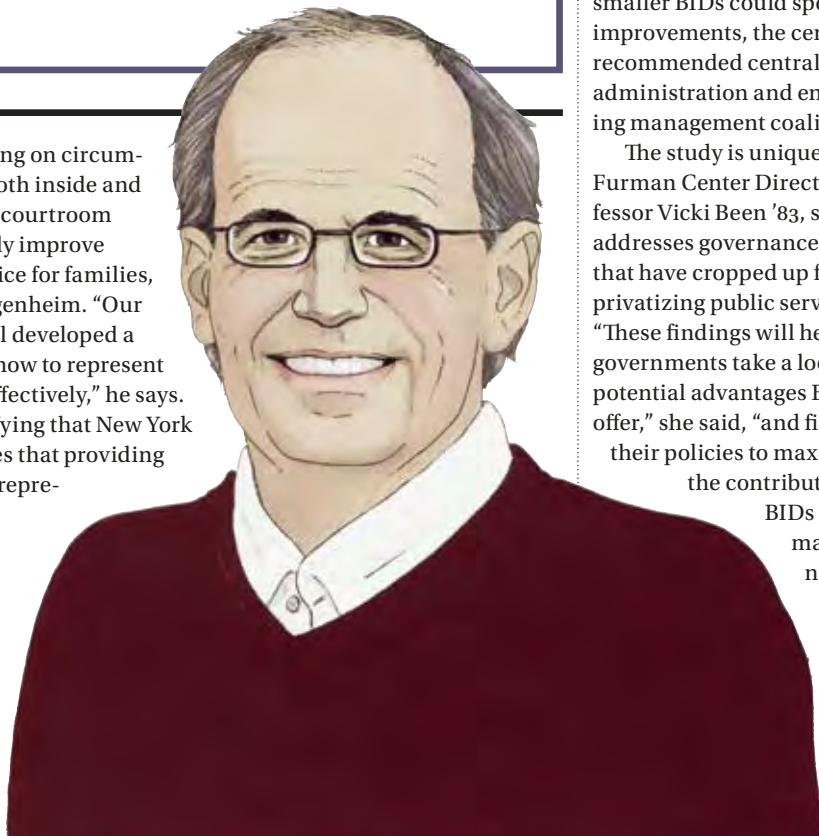 ng on circum-
oth inside and
courtroom
ly improve
ice for families,
genheim. “Our
l developed a
how to represent
ffectively,” he says.
ying that New York
es that providing
repre-
smaller BIDs could spe
improvements, the cen
recommended central
administration and en
ing management coali
The study is unique
Furman Center Direct
fessor Vicki Been ’83, s
addresses governance
that have cropped up f
privatizing public serv
“These findings will he
governments take a loo
potential advantages B
offer,” she said, “and fi
their policies to max
the contribut
BIDs
ma
n